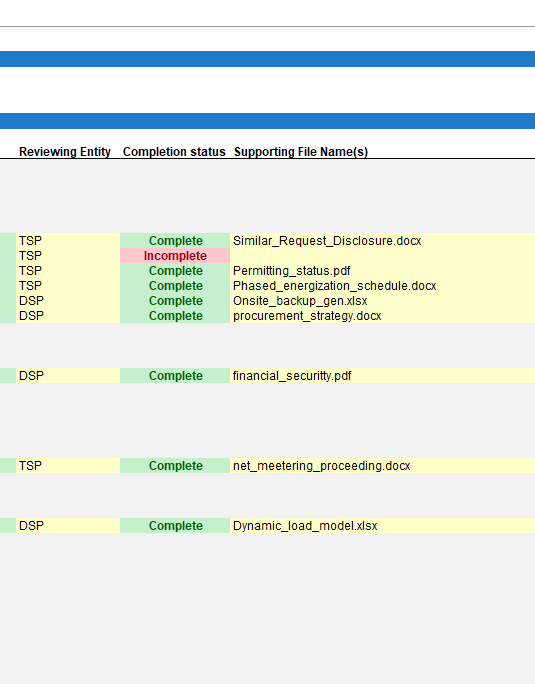 Reviewing Entity Completion status Supporting File Name(s)
TSP Complete Similar_Request_Disclosure.docx
TSP Incomplete
TSP Complete Permitting_status.pdf
TSP Complete Phased_energization_schedule.docx
DSP Complete Onsite_backup_gen.xlsx
DSP Complete procurement_strategy.docx
DSP Complete financial_securitty.pdf
TSP Complete net_meetering_proceeding.docx
DSP Complete Dynamic_load_model.xlsx